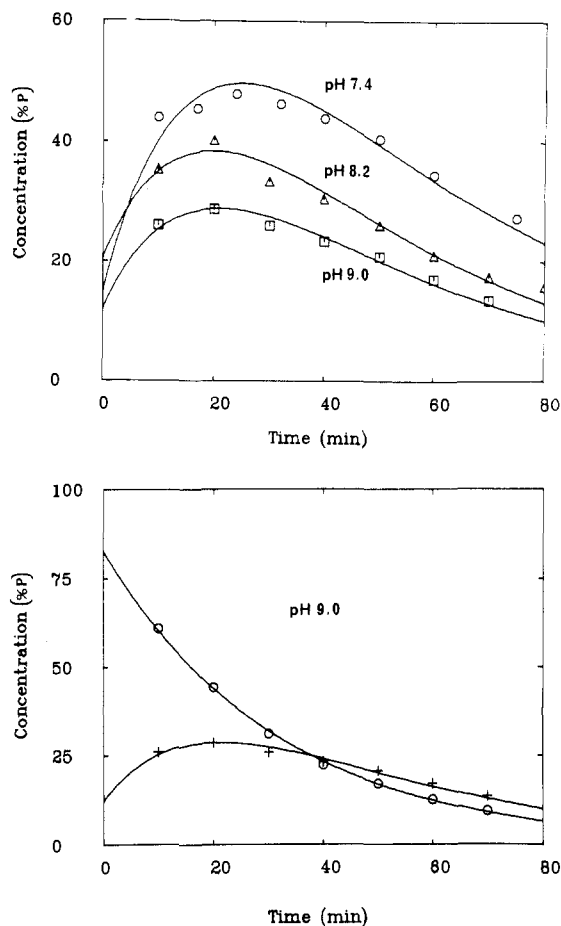 60
pH 7.4
40
pH 8.2
20
pH 9.0
0
0 20 40 60 80
Concentration (%P)
Time (min)
100
75
pH 9.0
50
25
0
0 20 40 60 80
Concentration (%P)
Time (min)